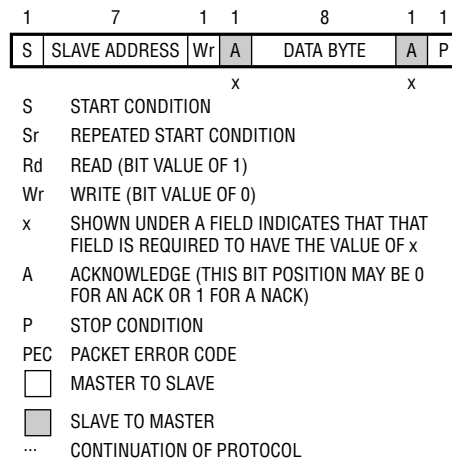 1 7 1 1 8 1 1
S SLAVE ADDRESS Wr A DATA BYTE A P
x x
S START CONDITION
Sr REPEATED START CONDITION
Rd READ (BIT VALUE OF 1)
Wr WRITE (BIT VALUE OF 0)
x SHOWN UNDER A FIELD INDICATES THAT THAT
FIELD IS REQUIRED TO HAVE THE VALUE OF x
A ACKNOWLEDGE (THIS BIT POSITION MAY BE 0
FOR AN ACK OR 1 FOR A NACK)
P STOP CONDITION
PEC PACKET ERROR CODE
MASTER TO SLAVE
SLAVE TO MASTER
... CONTINUATION OF PROTOCOL